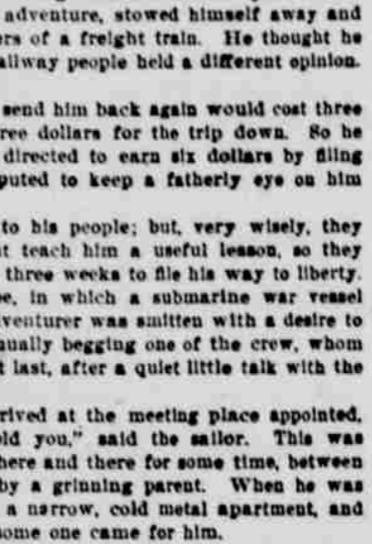 adventure, stowed himself away and
ers of a freight train. He thought he
ailway people held a different opinion.
send him back again would cost three
ree dollars for the trip down. So he
directed to earn six dollars by filing
puted to keep a fatherly eye on him
to his people; but, very wisely, they
t teach him a useful lesson, so they
three weeks to file his way to liberty.
e, in which a submarine war vessel
venturer was smitten with a desire to
nually begging one of the crew, whom
t last, after a quiet little talk with the
rived at the meeting place appointed,
old you," said the sailor. This was
here and there for some time, between
by a grinning parent. When he was
a narrow, cold metal apartment, and
some one came for him.